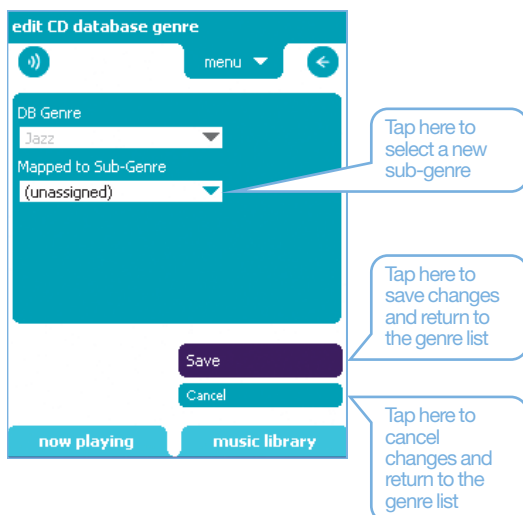 edit CD database genre
menu
DB Genre
Jazz
Mapped to Sub-Genre
(unassigned)
Tap here to
select a new
sub-genre
Tap here to
save changes
and return to
the genre list
Save
Cancel
Tap here to
cancel
changes and
return to the
genre list
now playing
music library